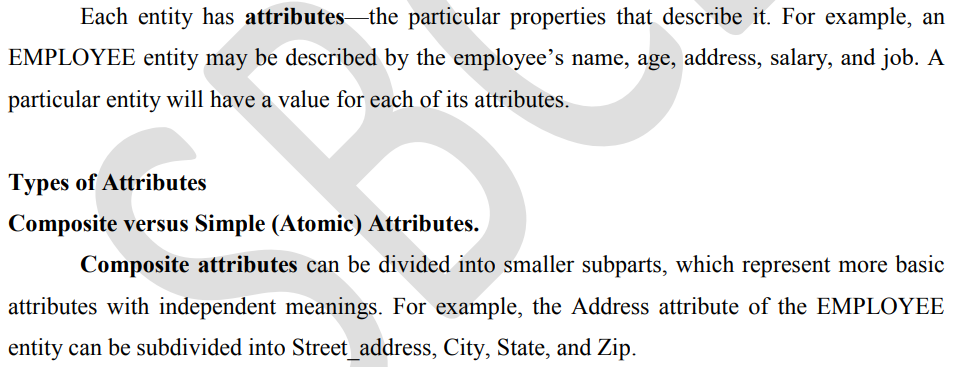 Each entity has attributes—the particular properties that describe it. For example, an
EMPLOYEE entity may be described by the employee’s name, age, address, salary, and job. A
particular entity will have a value for each of its attributes.
Types of Attributes
Composite versus Simple (Atomic) Attributes.
Composite attributes can be divided into smaller subparts, which represent more basic
attributes with independent meanings. For example, the Address attribute of the EMPLOYEE
entity can be subdivided into Street_address, City, State, and Zip.